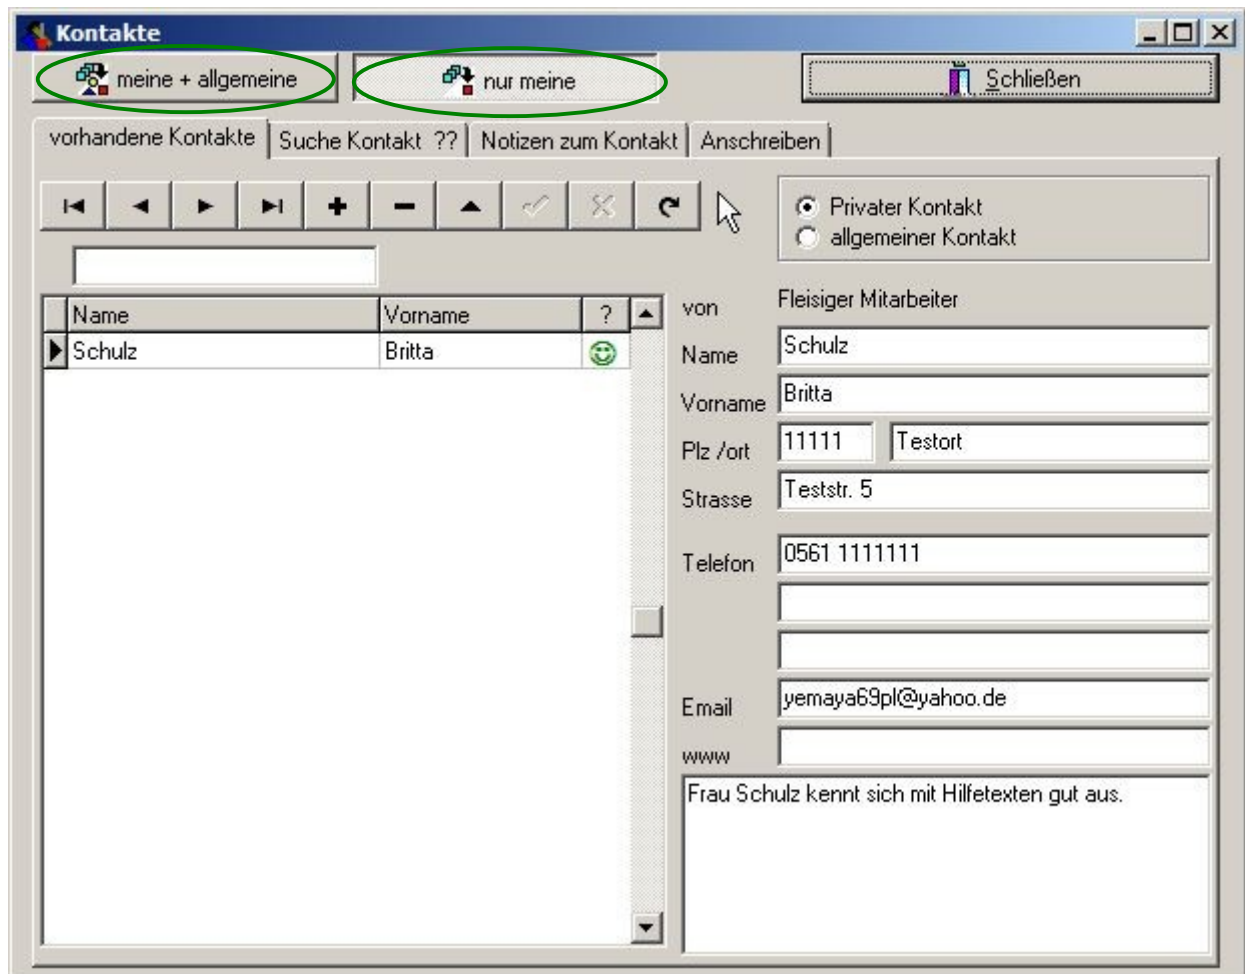 Kontakte
meine + allgemeine
nur meine
Schließen
vorhandene Kontakte
Suche Kontakt ??
Notizen zum Kontakt
Anschreiben
Privater Kontakt
allgemeiner Kontakt
Name Vorname ?
Schulz Britta
von Fleisiger Mitarbeiter
Name Schulz
Vorname Britta
Plz /ort 11111 Testort
Strasse Teststr. 5
Telefon 0561 1111111
Email yemaya69pl@yahoo.de
www
Frau Schulz kennt sich mit Hilfetexten gut aus.